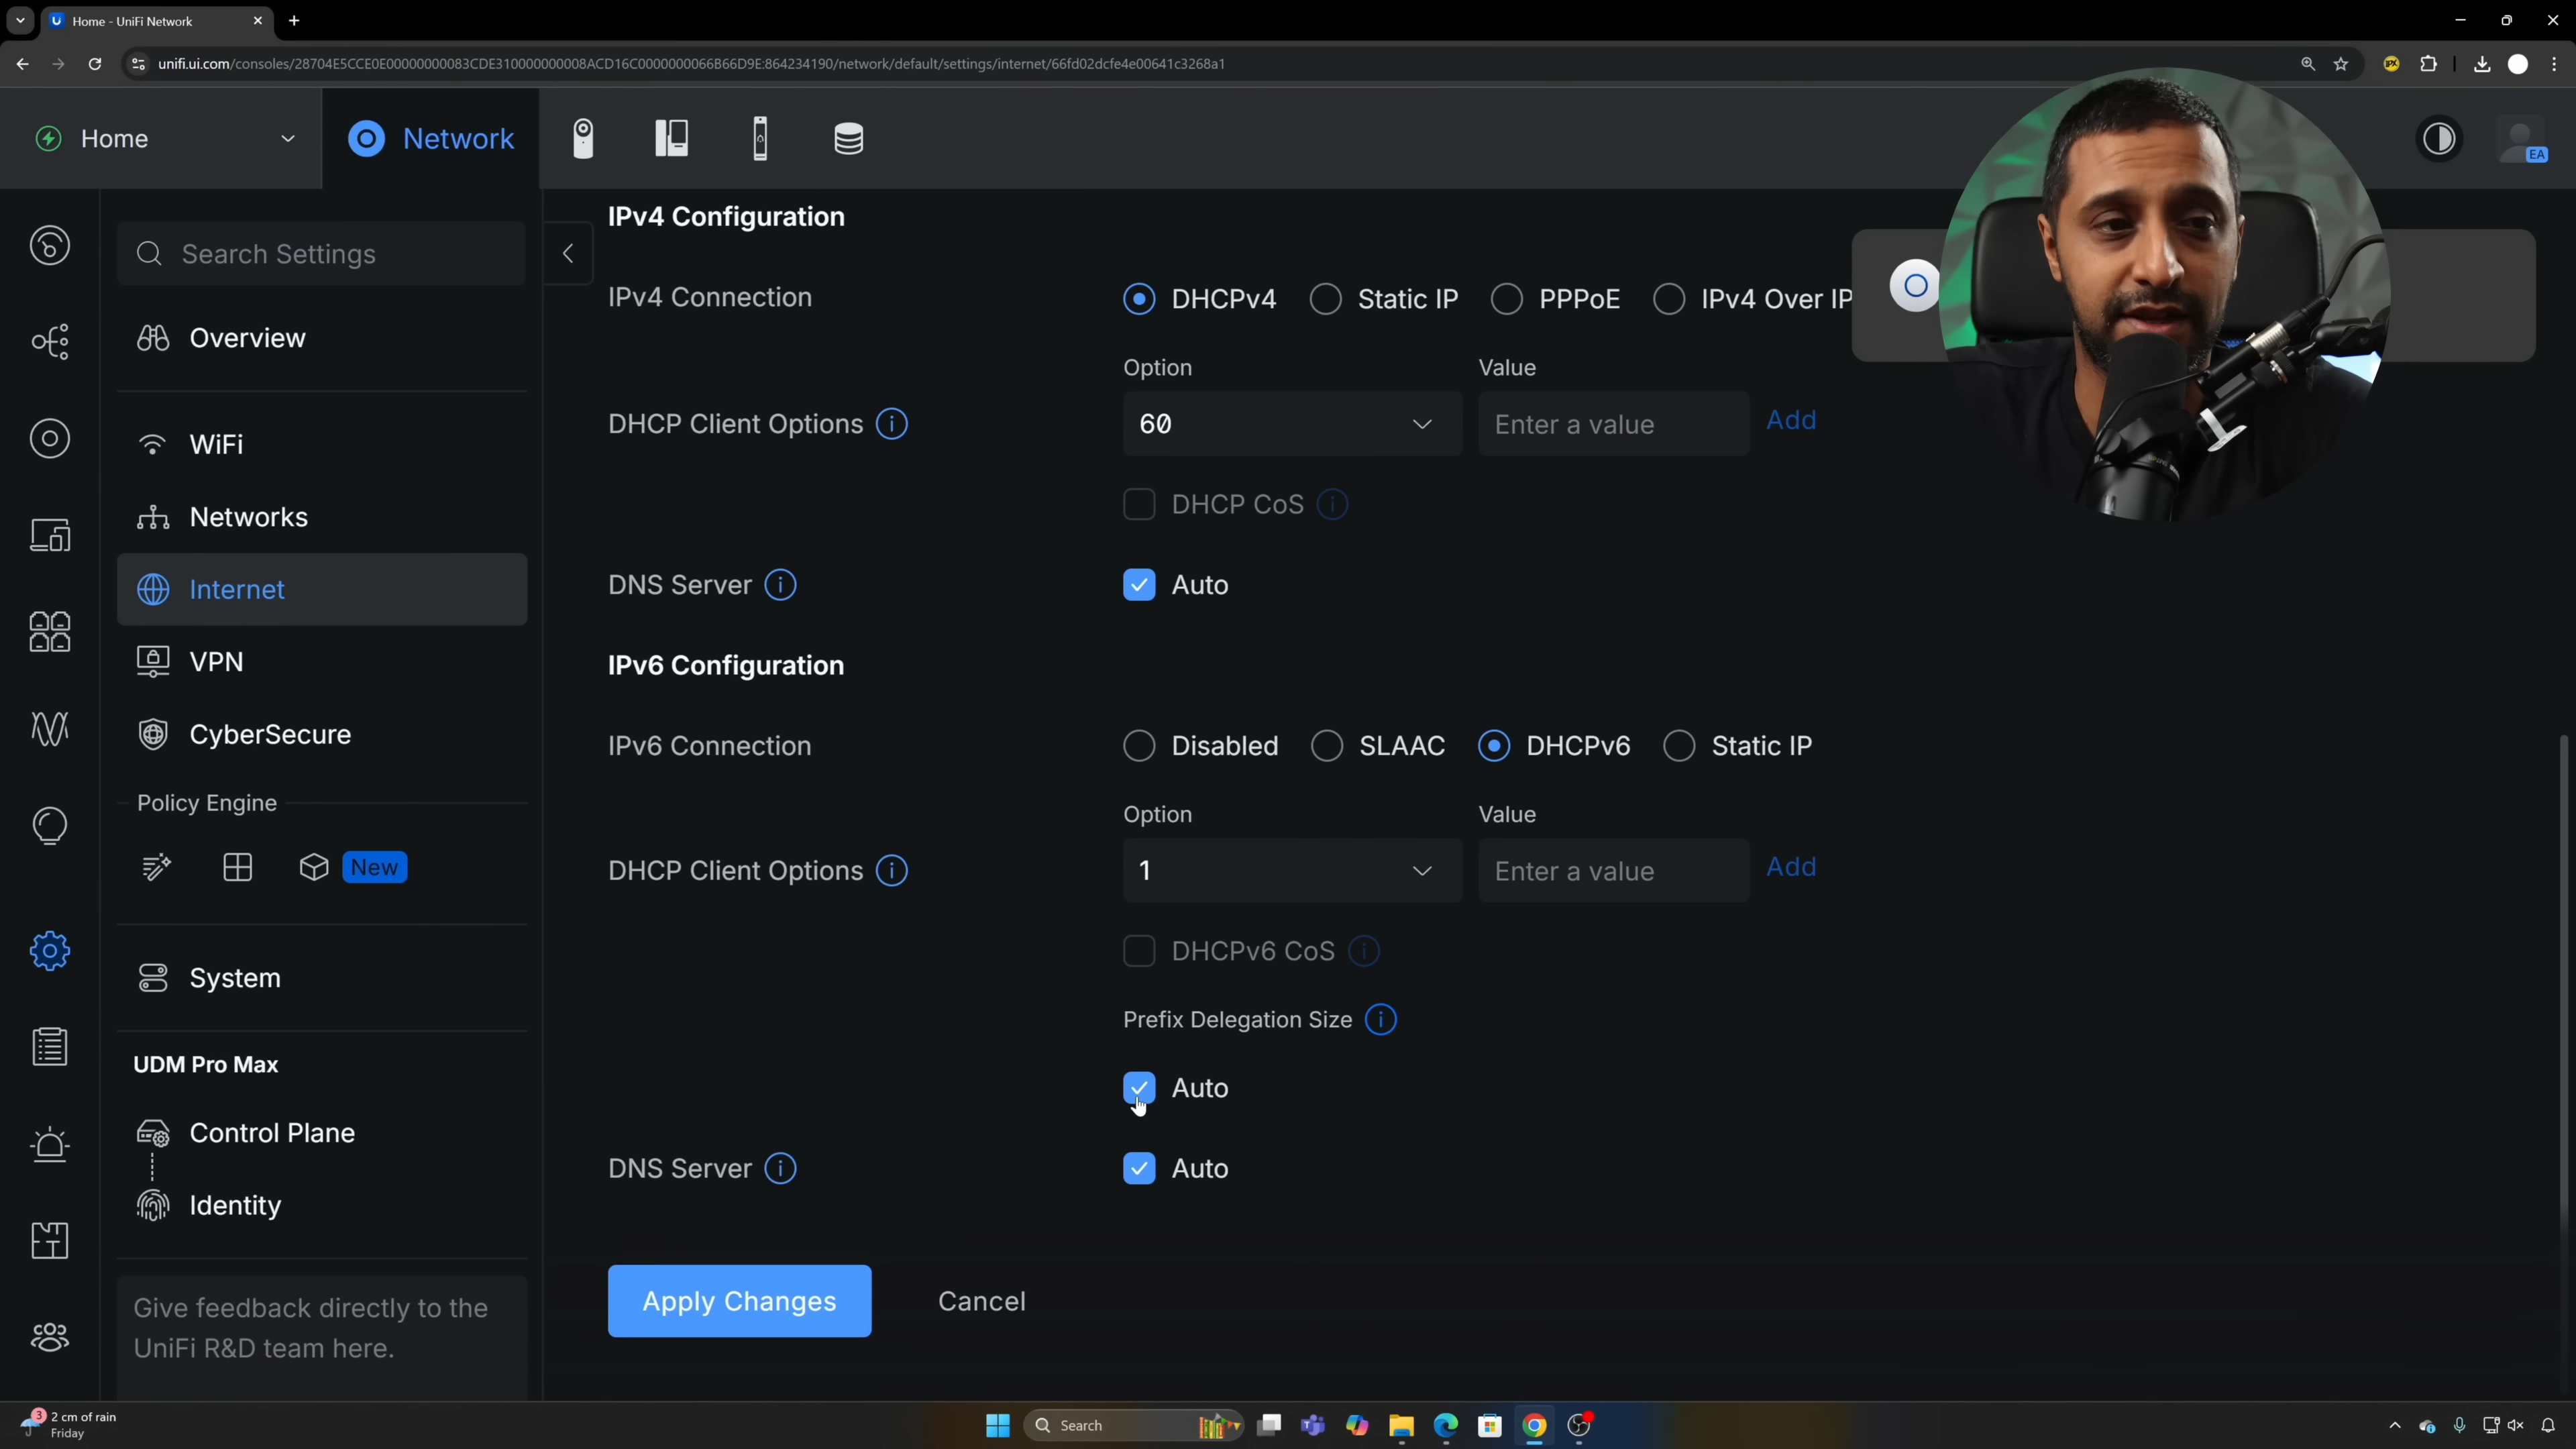 Home - UniFi Network
unifi.ui.com/consoles/28704E5CCE0E00000000083CDE310000000008ACD16C0000000066B66D9E:864234190/network/default/settings/internet/66fd02dcfe4e00641c3268a1
Home
Network
EA
Search Settings
Overview
WiFi
Networks
Internet
VPN
CyberSecure
Policy Engine
New
System
UDM Pro Max
Control Plane
Identity
Give feedback directly to the
UniFi R&D team here.
IPv4 Configuration
IPv4 Connection
DHCPv4 Static IP PPPoE IPv4 Over IP
Option Value
DHCP Client Options 60 Enter a value Add
DHCP CoS
DNS Server Auto
IPv6 Configuration
IPv6 Connection Disabled SLAAC DHCPv6 Static IP
Option Value
DHCP Client Options 1 Enter a value Add
DHCPv6 CoS
Prefix Delegation Size
Auto
DNS Server Auto
Apply Changes Cancel
3
2 cm of rain
Friday
Search